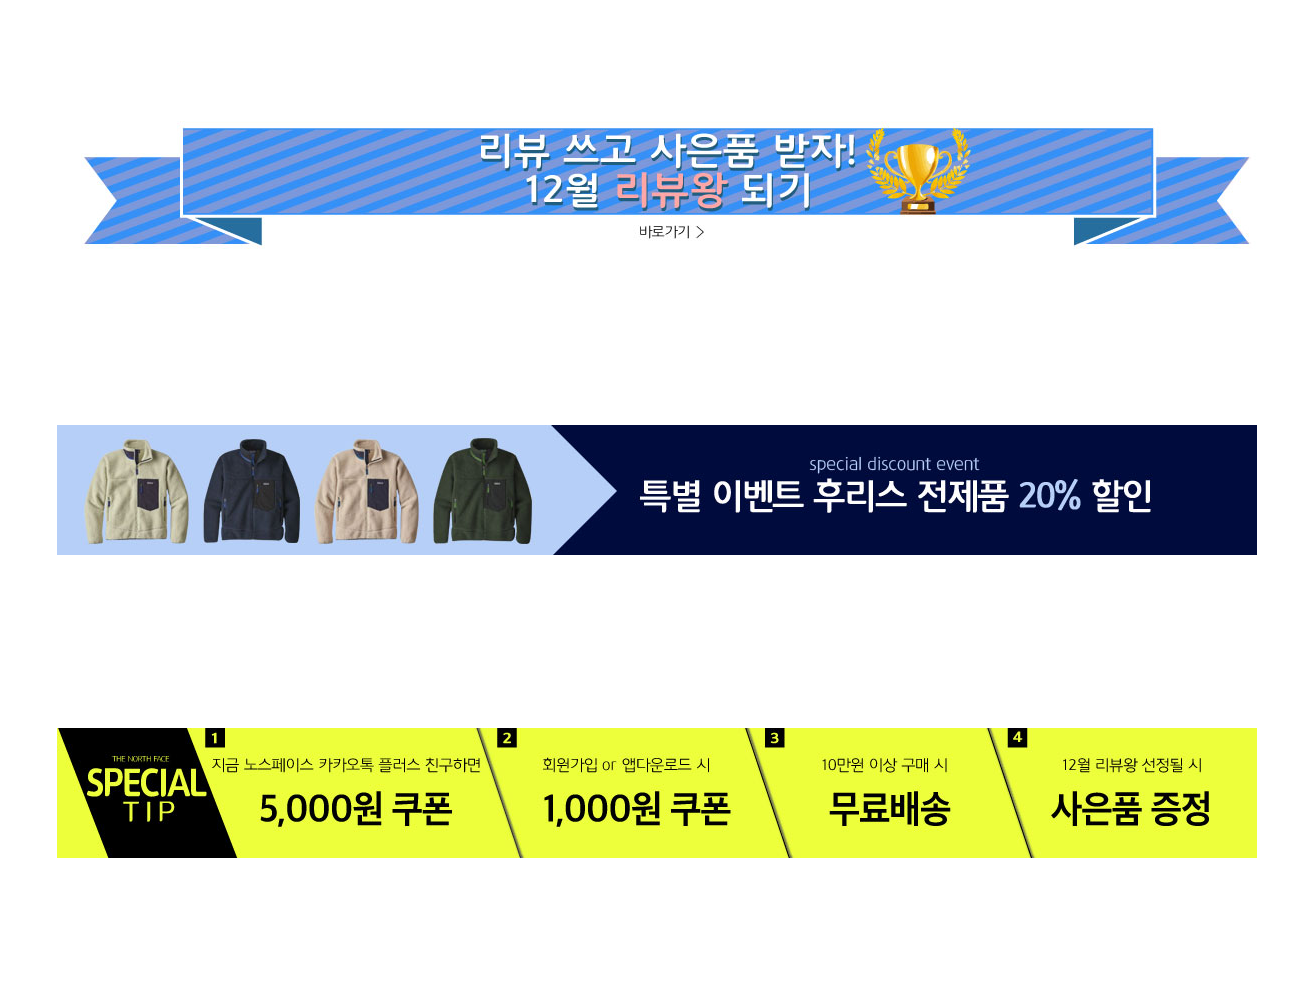 리뷰 쓰고 사은품 받자!
12월 리뷰왕 되기
바로가기 >
special discount event
특별 이벤트 후리스 전제품 20% 할인
THE NORTH FACE
SPECIAL
TIP
1
지금 노스페이스 카카오톡 플러스 친구하면
5,000원 쿠폰
2
회원가입 or 앱다운로드 시
1,000원 쿠폰
3
10만원 이상 구매 시
무료배송
4
12월 리뷰왕 선정될 시
사은품 증정